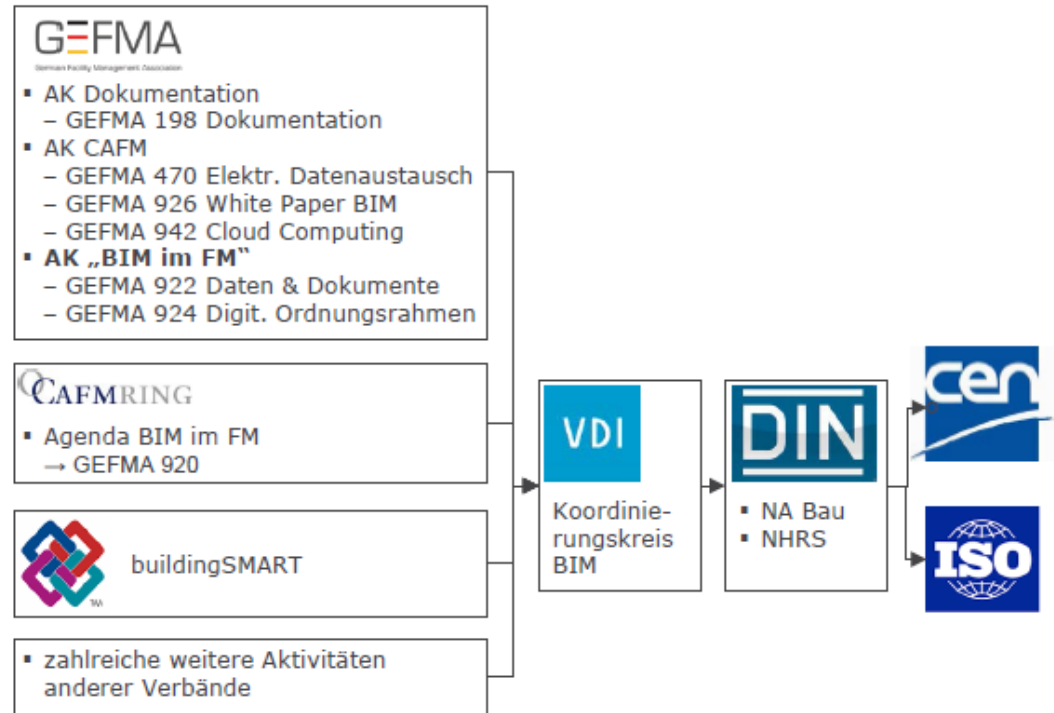 GEFMA
German Facility Management Association
▪ AK Dokumentation
– GEFMA 198 Dokumentation
▪ AK CAFM
– GEFMA 470 Elektr. Datenaustausch
– GEFMA 926 White Paper BIM
– GEFMA 942 Cloud Computing
▪ AK „BIM im FM“
– GEFMA 922 Daten & Dokumente
– GEFMA 924 Digit. Ordnungsrahmen
CAFMRING
▪ Agenda BIM im FM
→ GEFMA 920
buildingSMART
TM
▪ zahlreiche weitere Aktivitäten
anderer Verbände
VDI
Koordinie-
rungskreis
BIM
DIN
▪ NA Bau
▪ NHRS
cen
ISO